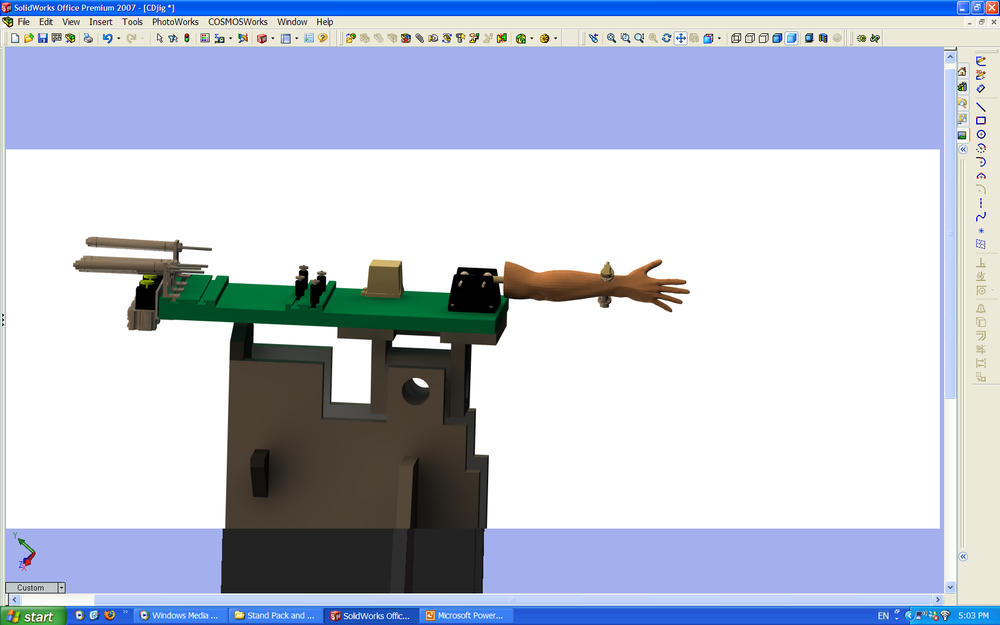 SolidWorks Office Premium 2007 - [CDjig *]
File Edit View Insert Tools PhotoWorks COSMOSWorks Window Help
3D
Y
Z
X
Custom
start Windows Media ... Stand Pack and ... SolidWorks Offic... Microsoft Power... EN 5:03 PM